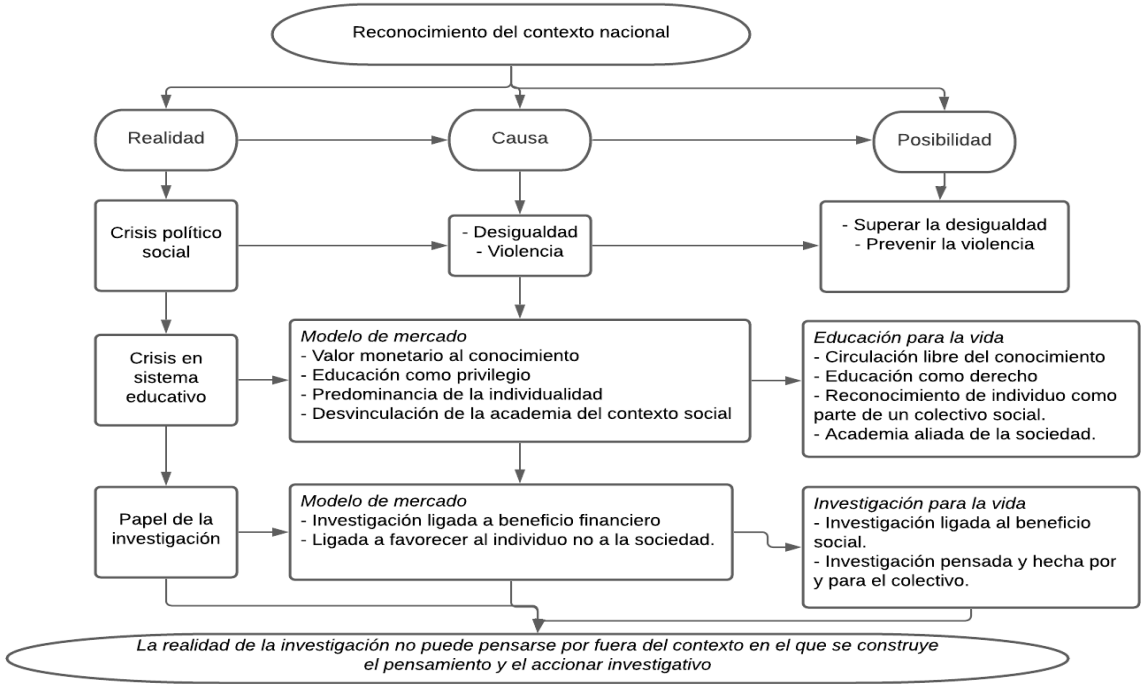 Reconocimiento del contexto nacional
Realidad
Causa
Posibilidad
Crisis político
social
- Desigualdad
- Violencia
- Superar la desigualdad
- Prevenir la violencia
Crisis en
sistema
educativo
Modelo de mercado
- Valor monetario al conocimiento
- Educación como privilegio
- Predominancia de la individualidad
- Desvinculación de la academia del contexto social
Educación para la vida
- Circulación libre del conocimiento
- Educación como derecho
- Reconocimiento de individuo como
parte de un colectivo social.
- Academia aliada de la sociedad.
Papel de la
investigación
Modelo de mercado
- Investigación ligada a beneficio financiero
- Ligada a favorecer al individuo no a la sociedad.
Investigación para la vida
- Investigación ligada al beneficio
social.
- Investigación pensada y hecha por
y para el colectivo.
La realidad de la investigación no puede pensarse por fuera del contexto en el que se construye
el pensamiento y el accionar investigativo